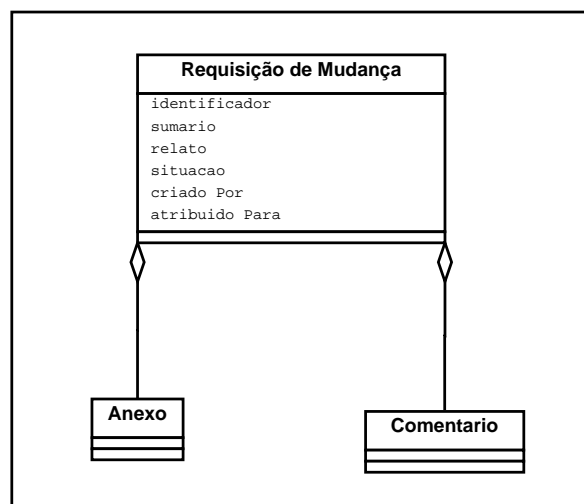 Requisição de Mudança
identificador
sumario
relato
situacao
criado Por
atribuido Para
Anexo
Comentario